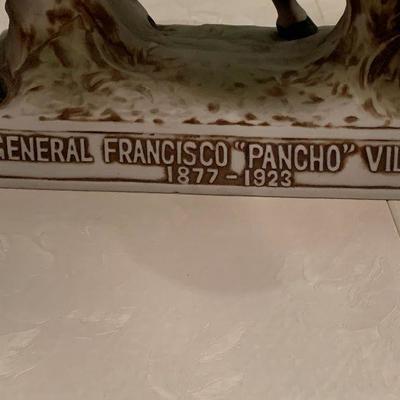 GENERAL FRANCISCO "PANCHO" VIL
1877-1923